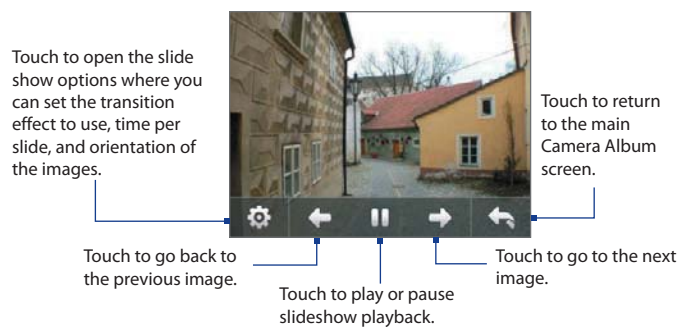 Touch to open the slide
show options where you
can set the transition
effect to use, time per
slide, and orientation of
the images.
Touch to return
to the main
Camera Album
screen.
Touch to go back to
the previous image.
Touch to play or pause
slideshow playback.
Touch to go to the next
image.